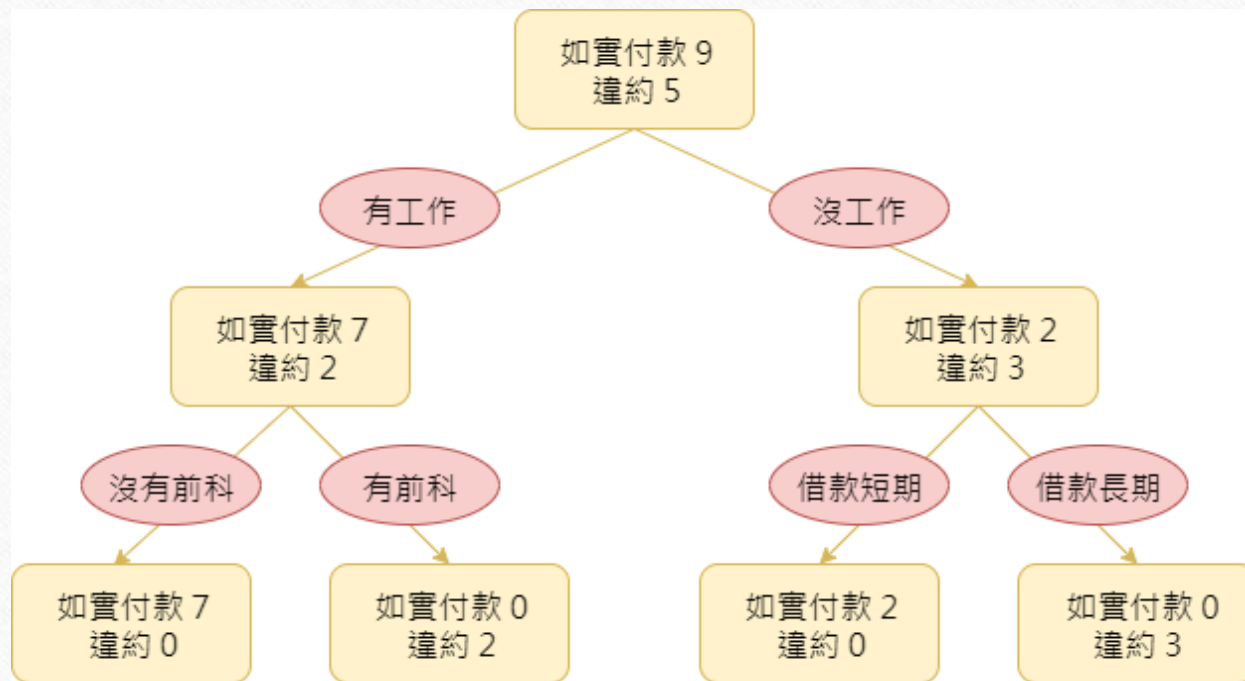 如實付款 9
違約 5
有工作
沒工作
如實付款 7
違約 2
如實付款 2
違約 3
沒有前科
有前科
借款短期
借款長期
如實付款 7
違約 0
如實付款 0
違約 2
如實付款 2
違約 0
如實付款 0
違約 3